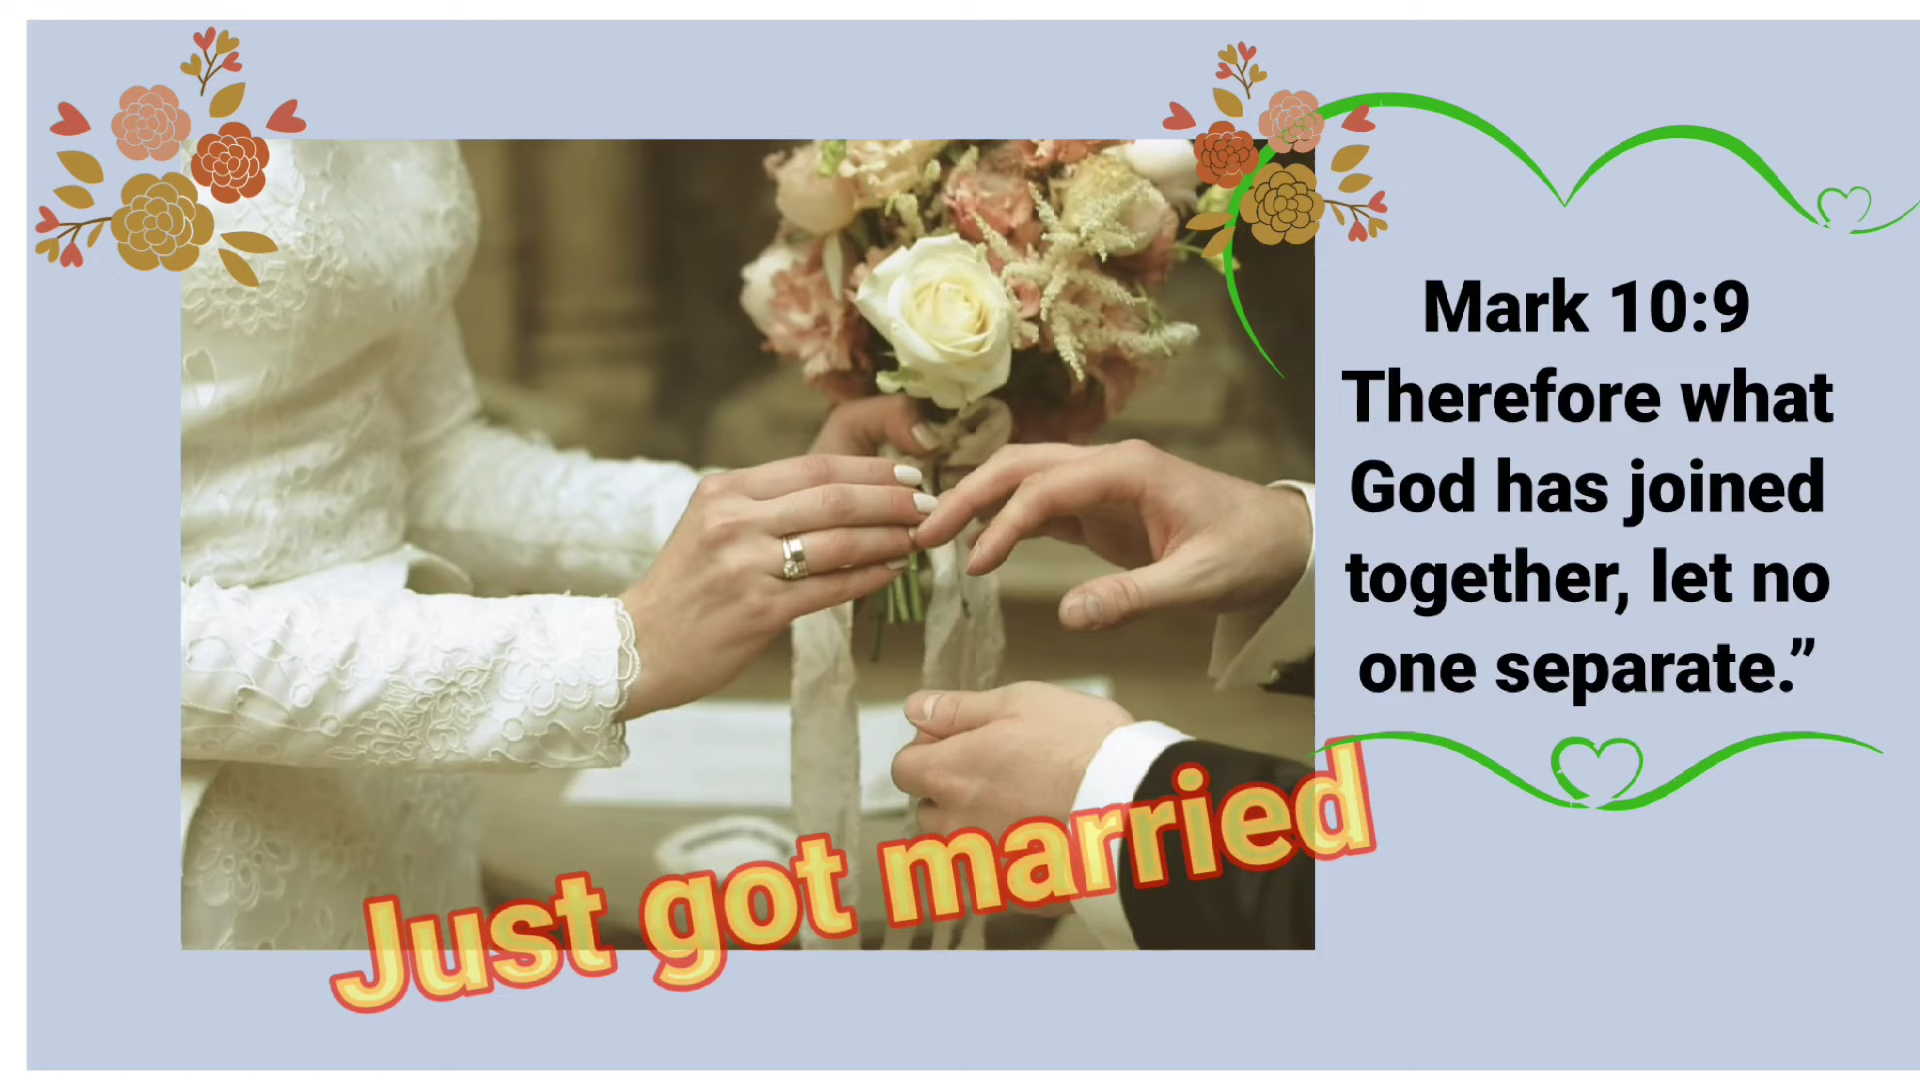 Mark 10:9
Therefore what
God has joined
together, let no
one separate.”
Just got married